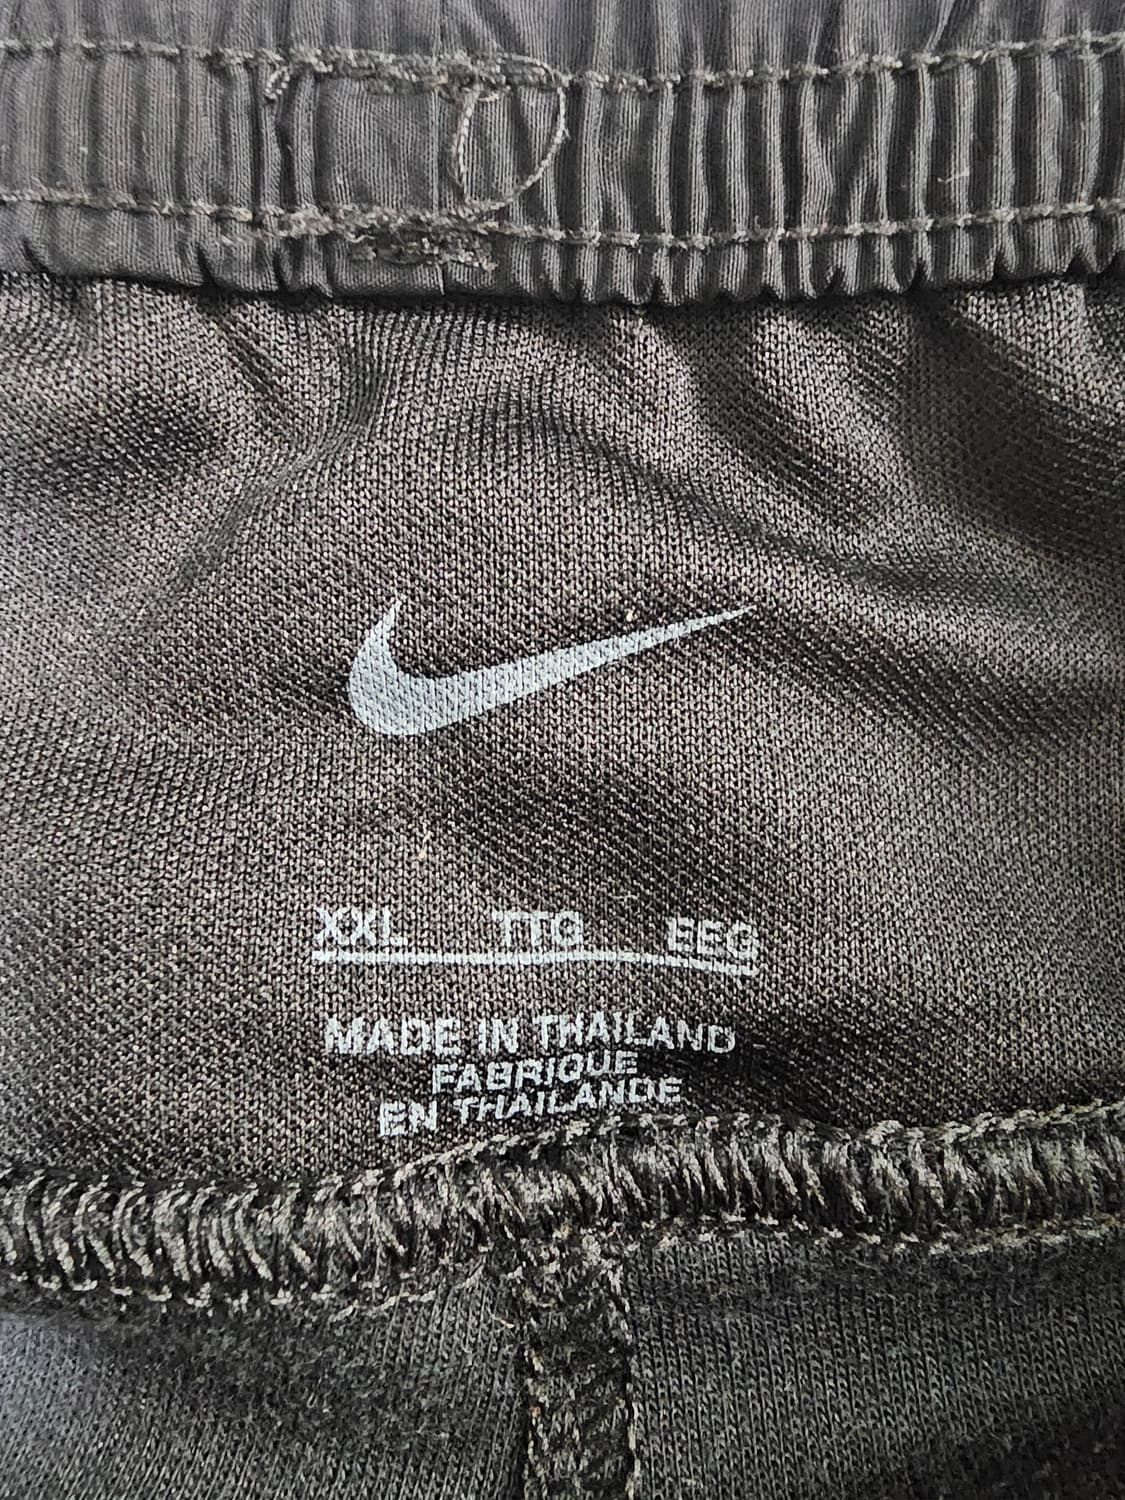 XXL TTG EEG
MADE IN THAILAND
FABRIQUE
EN THAILANDE